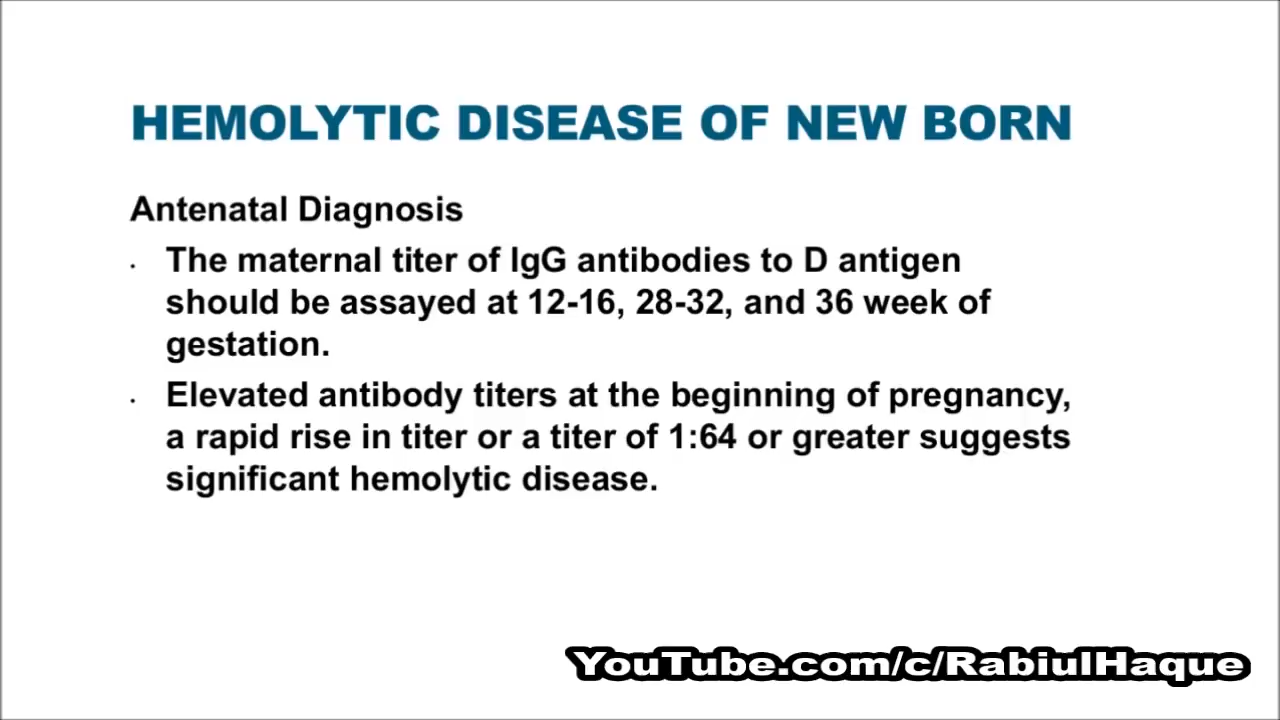 HEMOLYTIC DISEASE OF NEW BORN
Antenatal Diagnosis
• The maternal titer of IgG antibodies to D antigen
should be assayed at 12-16, 28-32, and 36 week of
gestation.
• Elevated antibody titers at the beginning of pregnancy,
a rapid rise in titer or a titer of 1:64 or greater suggests
significant hemolytic disease.
YouTube.com/c/RabiulHaque